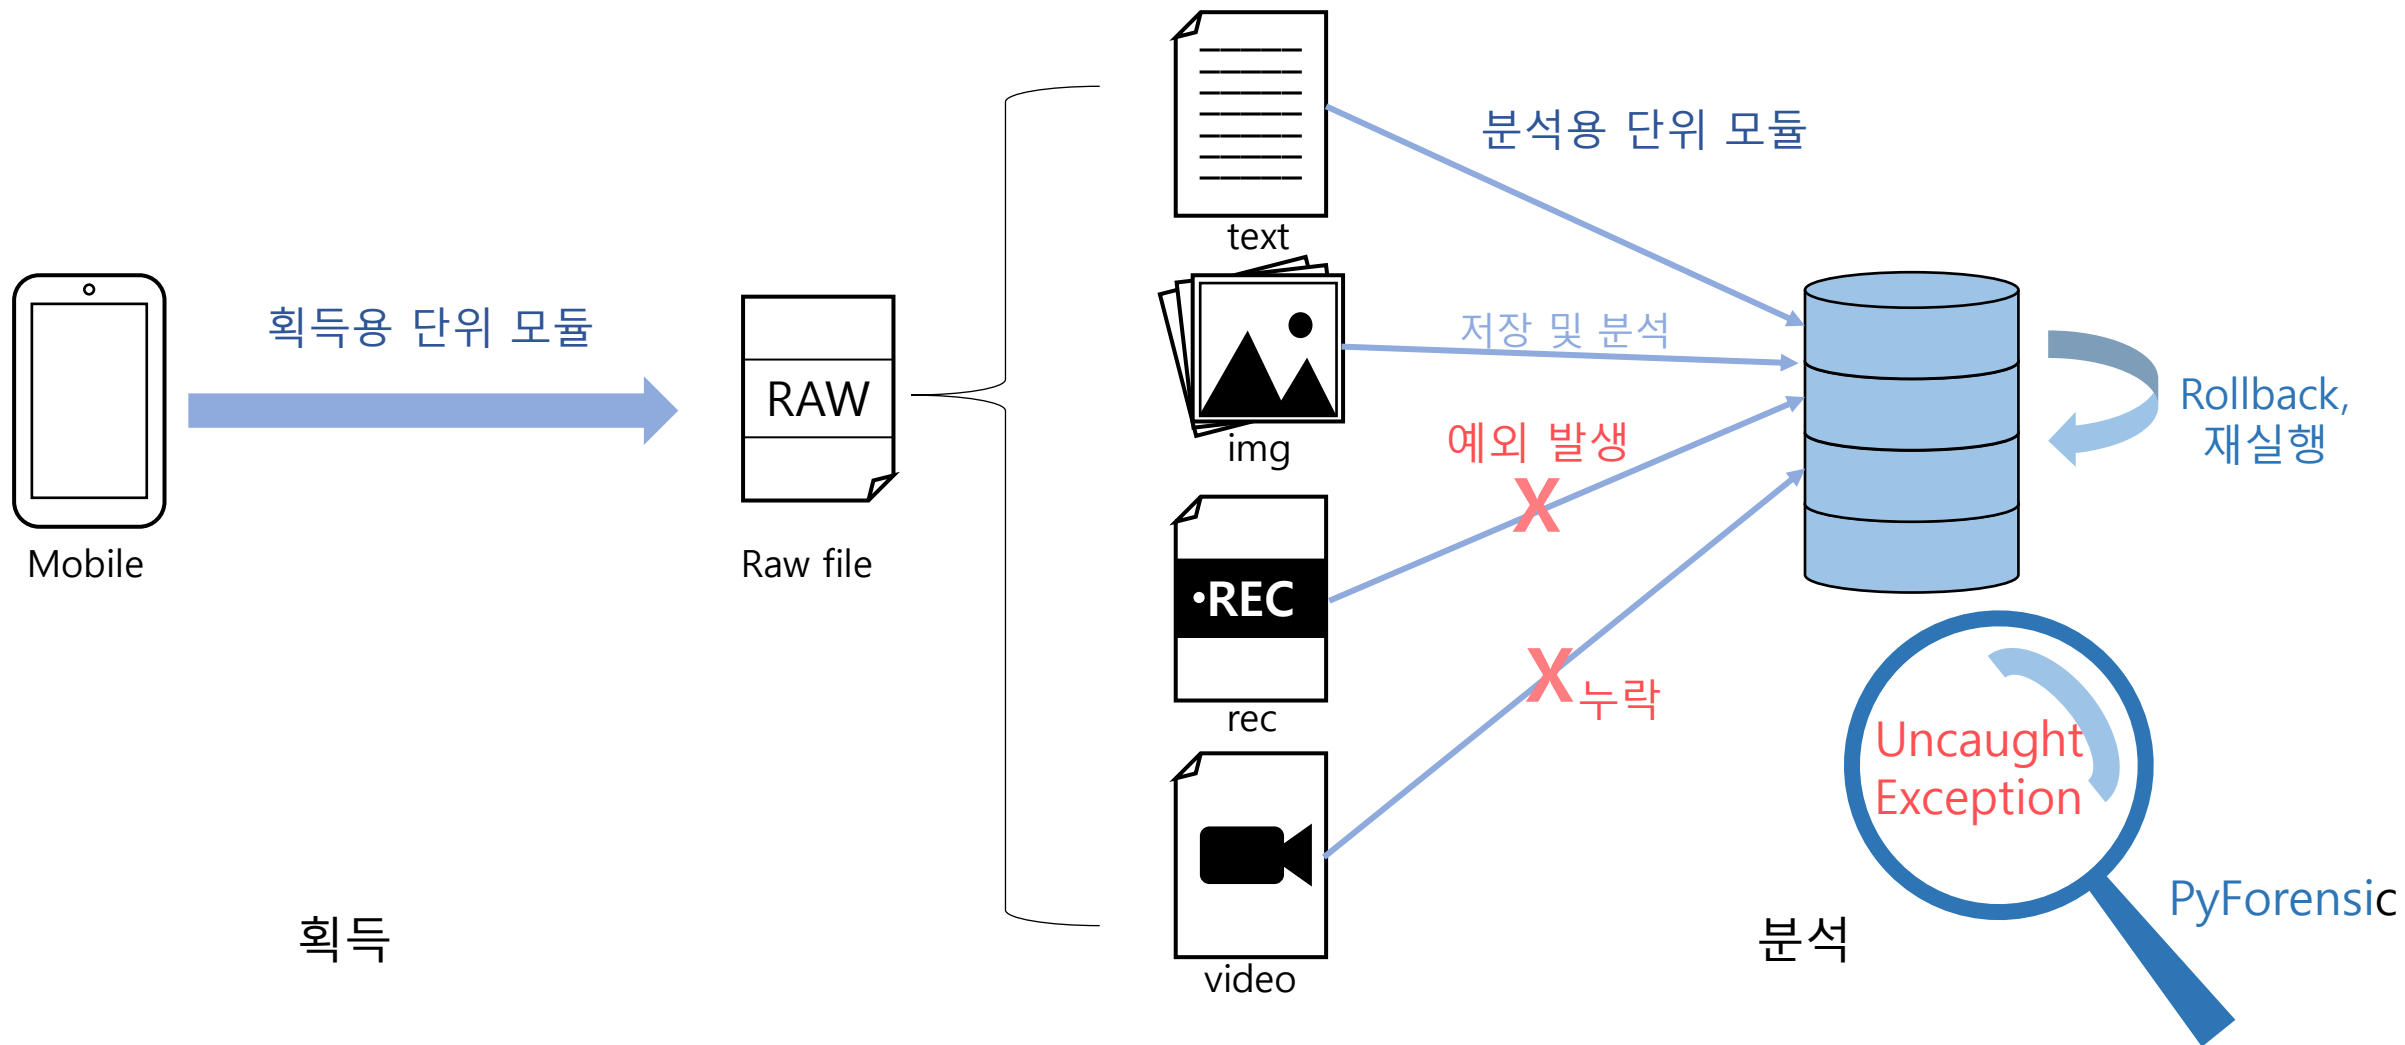 text
분석용 단위 모듈
획득용 단위 모듈
저장 및 분석
RAW
Rollback,
재실행
예외 발생
img
X
Mobile
Raw file
•REC
X
누락
rec
Uncaught
Exception
PyForensic
획득
분석
video